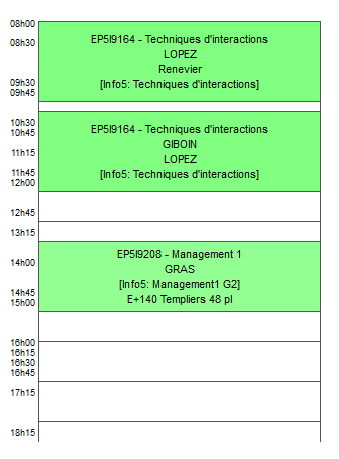 08h00
08h30
09h30
09h45
EP5I9164 - Techniques d'interactions
LOPEZ
Renevier
[Info5: Techniques d'interactions]
10h30
10h45
11h15
11h45
12h00
EP5I9164 - Techniques d'interactions
GIBOIN
LOPEZ
[Info5: Techniques d'interactions]
12h45
13h15
14h00
14h45
15h00
EP5I9208 - Management 1
GRAS
[Info5: Management1 G2]
E+140 Templiers 48 pl
16h00
16h15
16h30
16h45
17h15
18h15